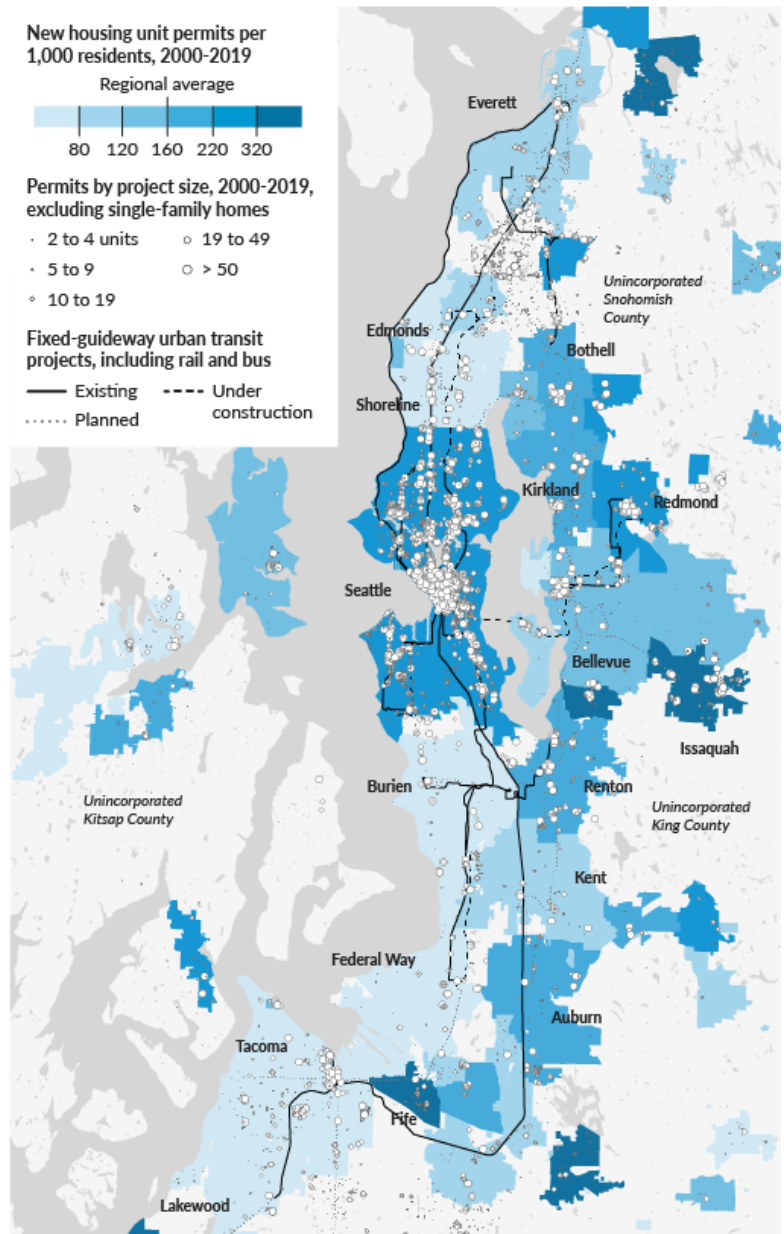 New housing unit permits per
1,000 residents, 2000-2019
Regional average
80 120 160 220 320
Permits by project size, 2000-2019,
excluding single-family homes
2 to 4 units
19 to 49
5 to 9
> 50
10 to 19
Fixed-guideway urban transit
projects, including rail and bus
Existing
Under
construction
Planned
Everett
Unincorporated
Snohomish
County
Edmonds
Bothell
Shoreline
Kirkland
Redmond
Seattle
Bellevue
Issaquah
Burien
Renton
Unincorporated
Kitsap County
Unincorporated
King County
Kent
Federal Way
Auburn
Tacoma
Fife
Lakewood